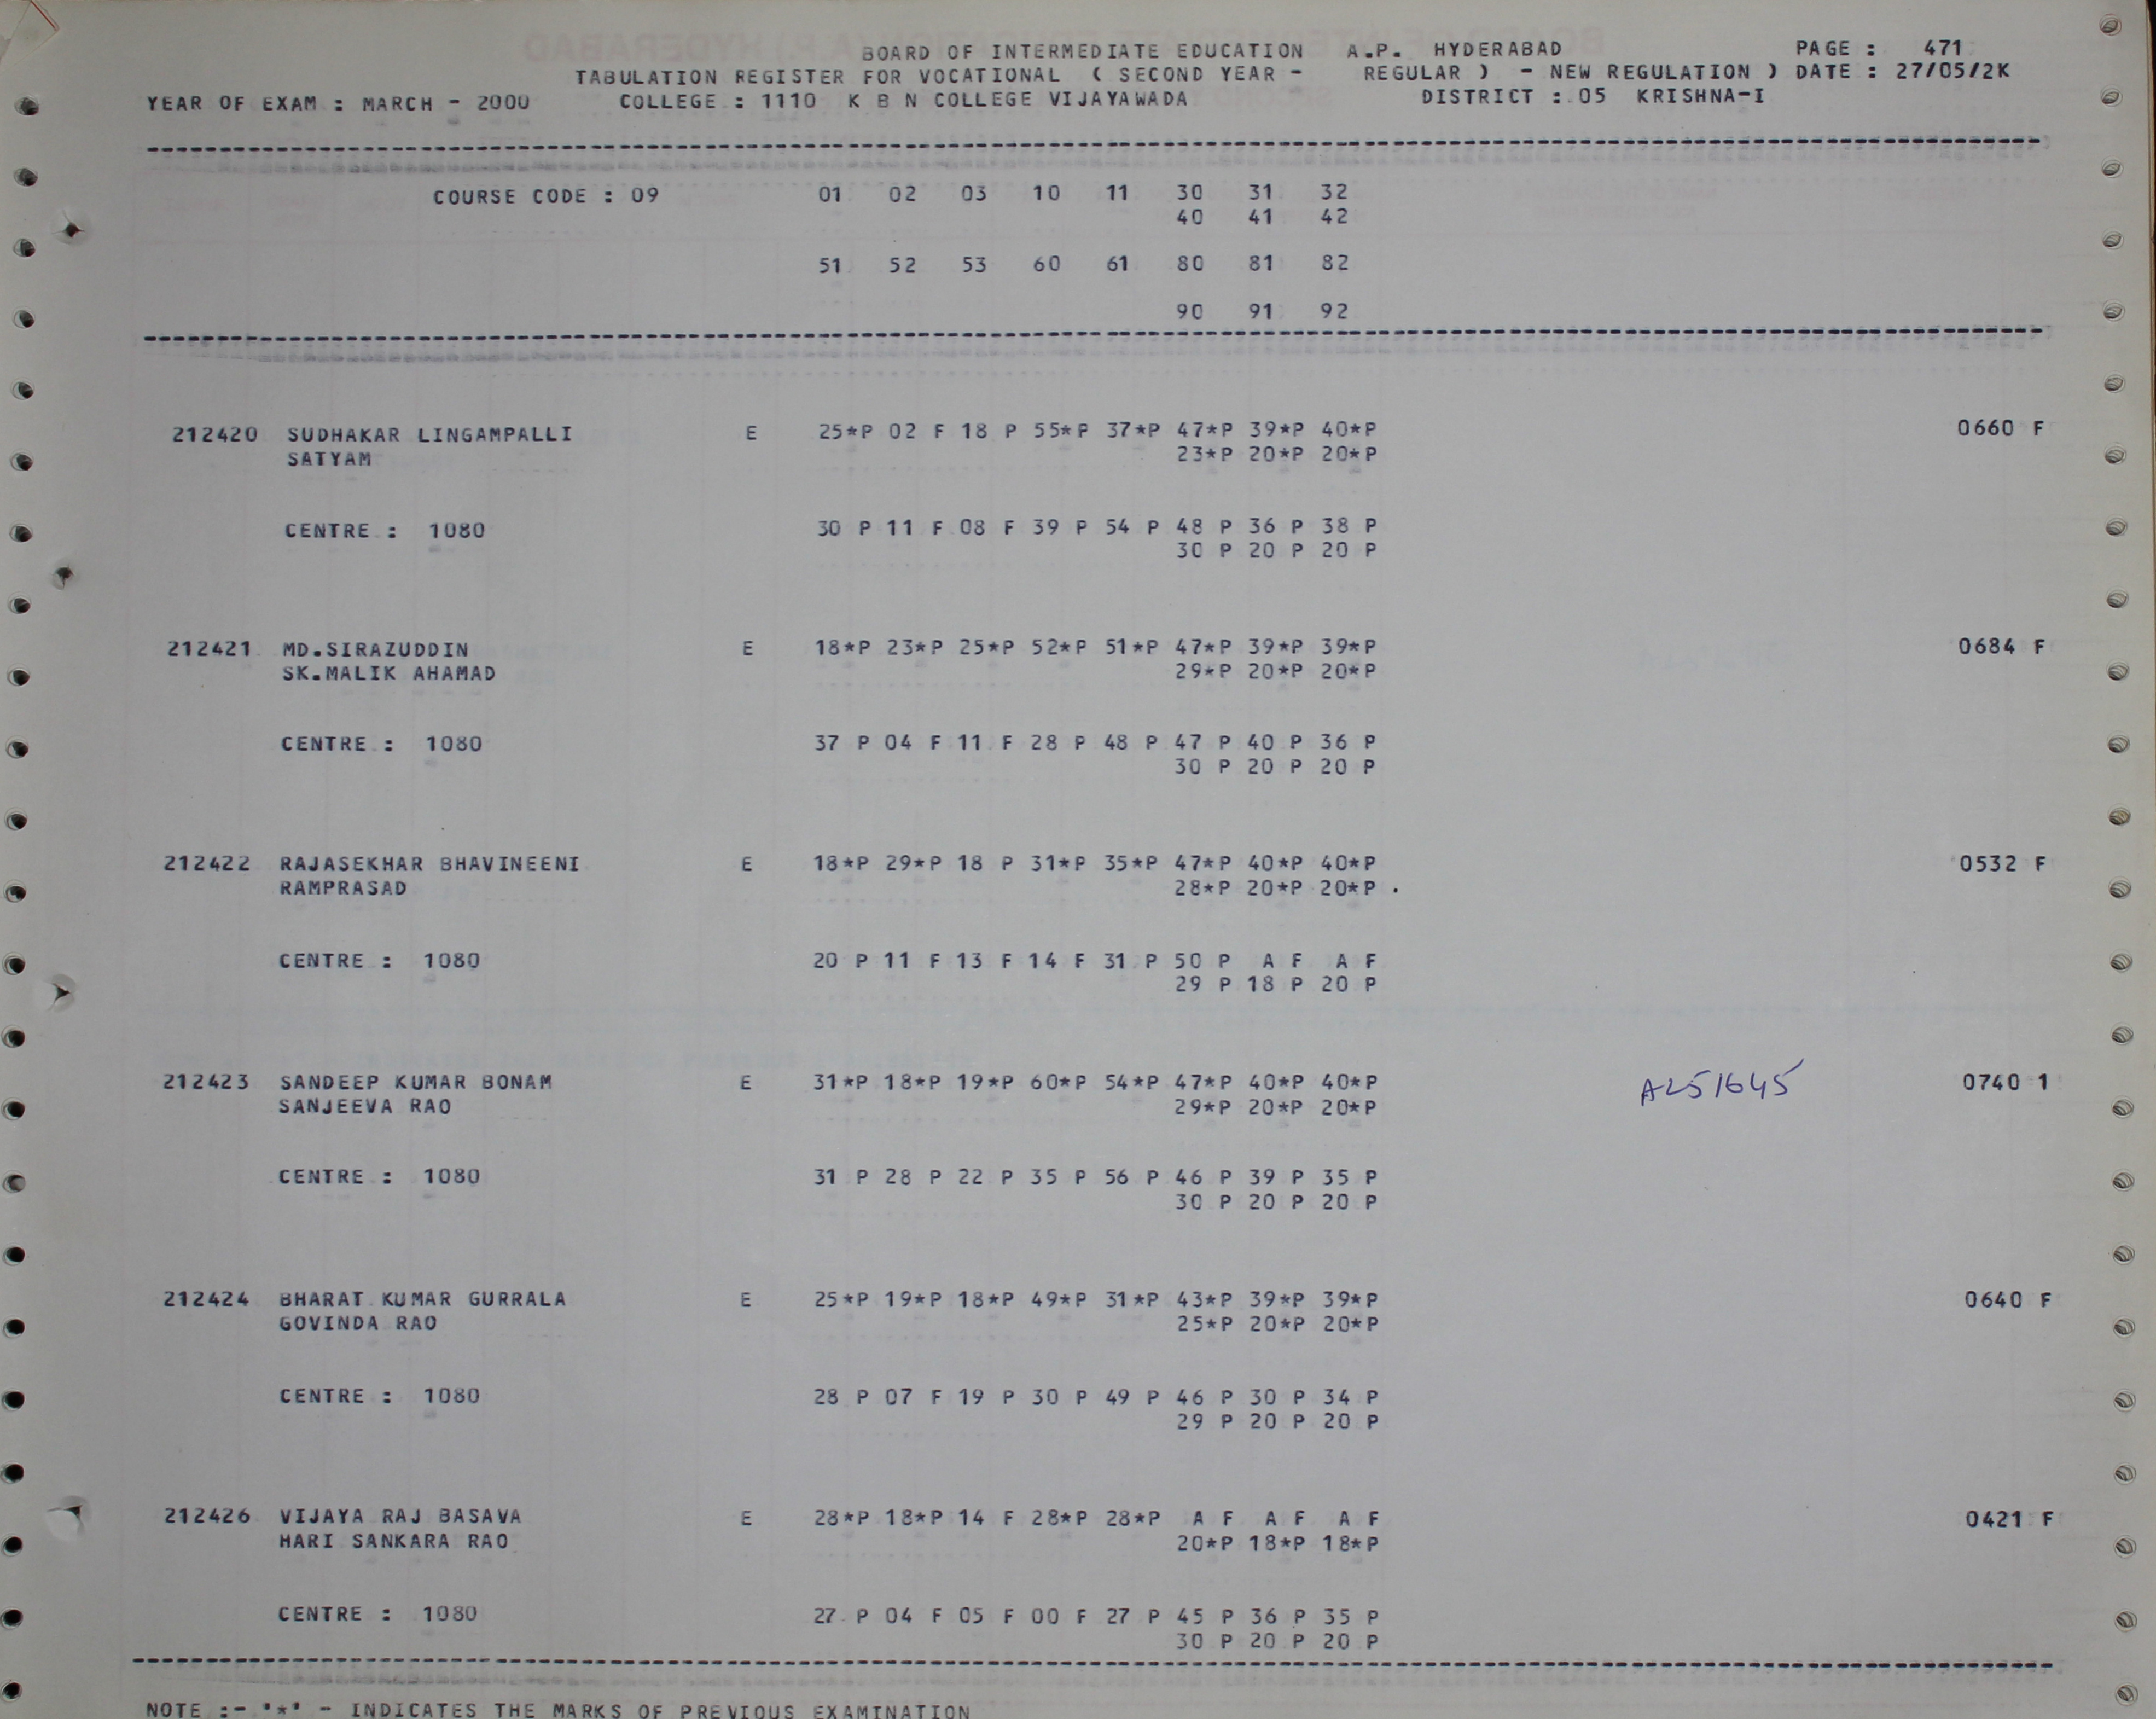 BOARD OF INTERMEDIATE EDUCATION A.P. HYDERABAD PAGE : 471
TABULATION REGISTER FOR VOCATIONAL ( SECOND YEAR - REGULAR ) - NEW REGULATION ) DATE : 27/05/2K
YEAR OF EXAM : MARCH - 2000 COLLEGE : 1110 K B N COLLEGE VIJAYAWADA DISTRICT : 05 KRISHNA-I
COURSE CODE : 09 01 02 03 10 11 30 31 32
40 41 42
51 52 53 60 61 80 81 82
90 91 92
212420 SUDHAKAR LINGAMPALLI E 25*P 02 F 18 P 55*P 37*P 47*P 39*P 40*P 0660 F
SATYAM 23*P 20*P 20*P
CENTRE : 1080 30 P 11 F 08 F 39 P 54 P 48 P 36 P 38 P
30 P 20 P 20 P
212421 MD.SIRAZUDDIN E 18*P 23*P 25*P 52*P 51*P 47*P 39*P 39*P 0684 F
SK.MALIK AHAMAD 29*P 20*P 20*P
CENTRE : 1080 37 P 04 F 11 F 28 P 48 P 47 P 40 P 36 P
30 P 20 P 20 P
212422 RAJASEKHAR BHAVINEENI E 18*P 29*P 18 P 31*P 35*P 47*P 40*P 40*P 0532 F
RAMPRASAD 28*P 20*P 20*P .
CENTRE : 1080 20 P 11 F 13 F 14 F 31 P 50 P A F A F
29 P 18 P 20 P
212423 SANDEEP KUMAR BONAM E 31*P 18*P 19*P 60*P 54*P 47*P 40*P 40*P AL51645 0740 1
SANJEEVA RAO 29*P 20*P 20*P
CENTRE : 1080 31 P 28 P 22 P 35 P 56 P 46 P 39 P 35 P
30 P 20 P 20 P
212424 BHARAT KUMAR GURRALA E 25*P 19*P 18*P 49*P 31*P 43*P 39*P 39*P 0640 F
GOVINDA RAO 25*P 20*P 20*P
CENTRE : 1080 28 P 07 F 19 P 30 P 49 P 46 P 30 P 34 P
29 P 20 P 20 P
212426 VIJAYA RAJ BASAVA E 28*P 18*P 14 F 28*P 28*P A F A F A F 0421 F
HARI SANKARA RAO 20*P 18*P 18*P
CENTRE : 1080 27 P 04 F 05 F 00 F 27 P 45 P 36 P 35 P
30 P 20 P 20 P
NOTE :- '*' - INDICATES THE MARKS OF PREVIOUS EXAMINATION